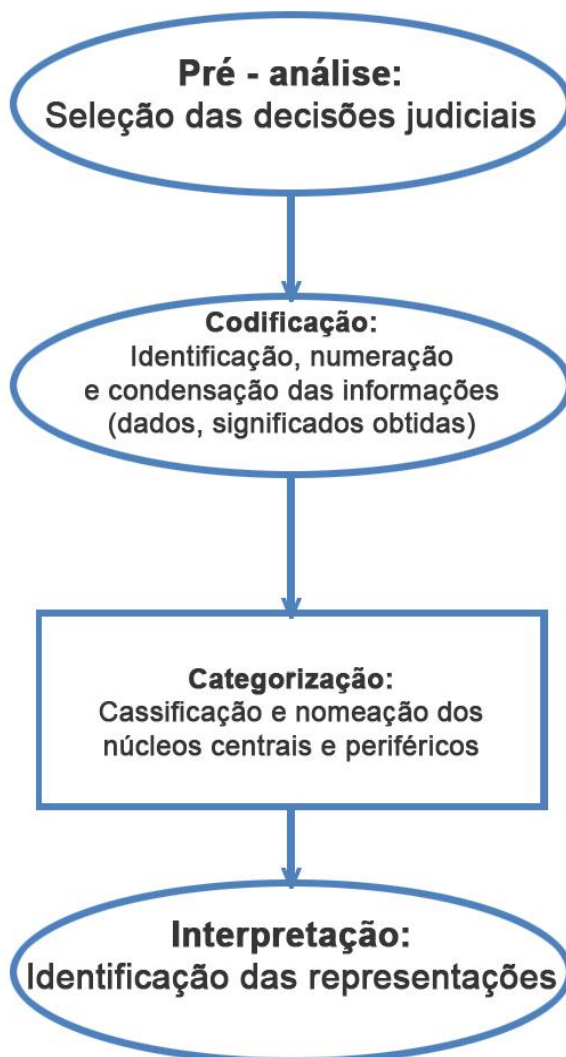 Pré - análise:
Seleção das decisões judiciais
Codificação:
Identificação, numeração
e condensação das informações
(dados, significados obtidas)
Categorização:
Cassificação e nomeação dos
núcleos centrais e periféricos
Interpretação:
Identificação das representações